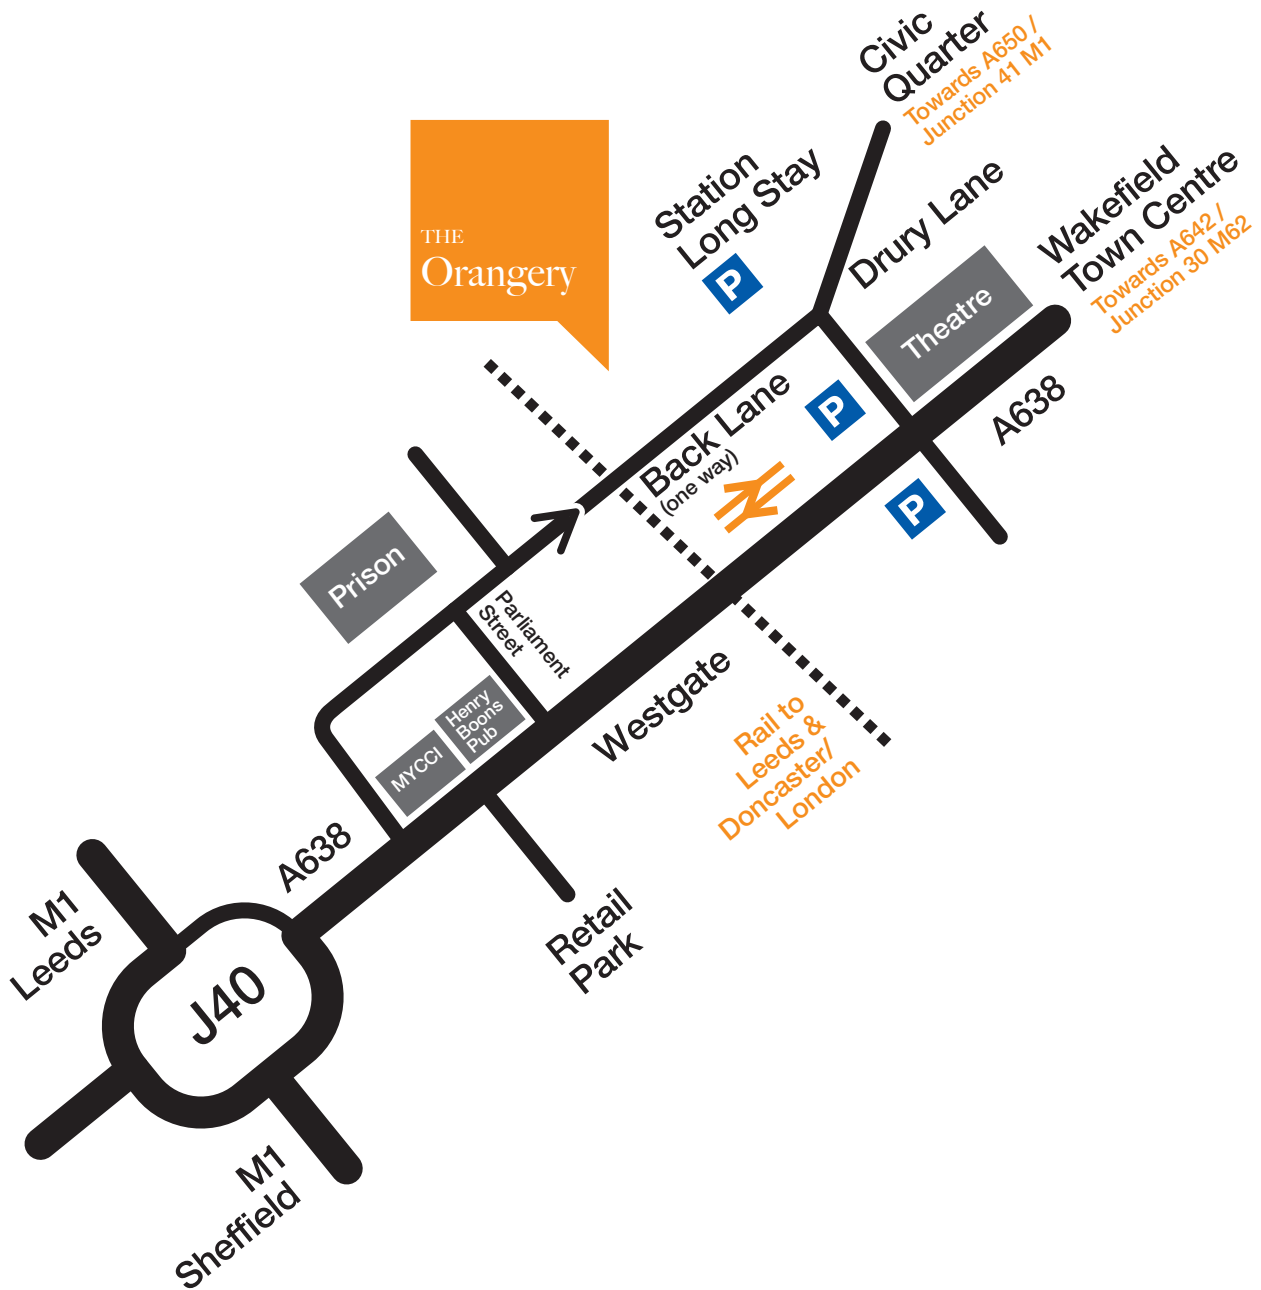 Civic
Quarter
Towards A650 /
Junction 41 M1
Station
Long Stay
P
Drury Lane
Wakefield
Town Centre
Towards A642 /
Junction 30 M62
THE
Orangery
Theatre
Back Lane
(one way)
P
A638
P
Prison
Parliament
Street
Henry
Boons
Pub
MYCCI
Westgate
Rail to
Leeds &
Doncaster/
London
A638
Retail
Park
M1
Leeds
J40
M1
Sheffield